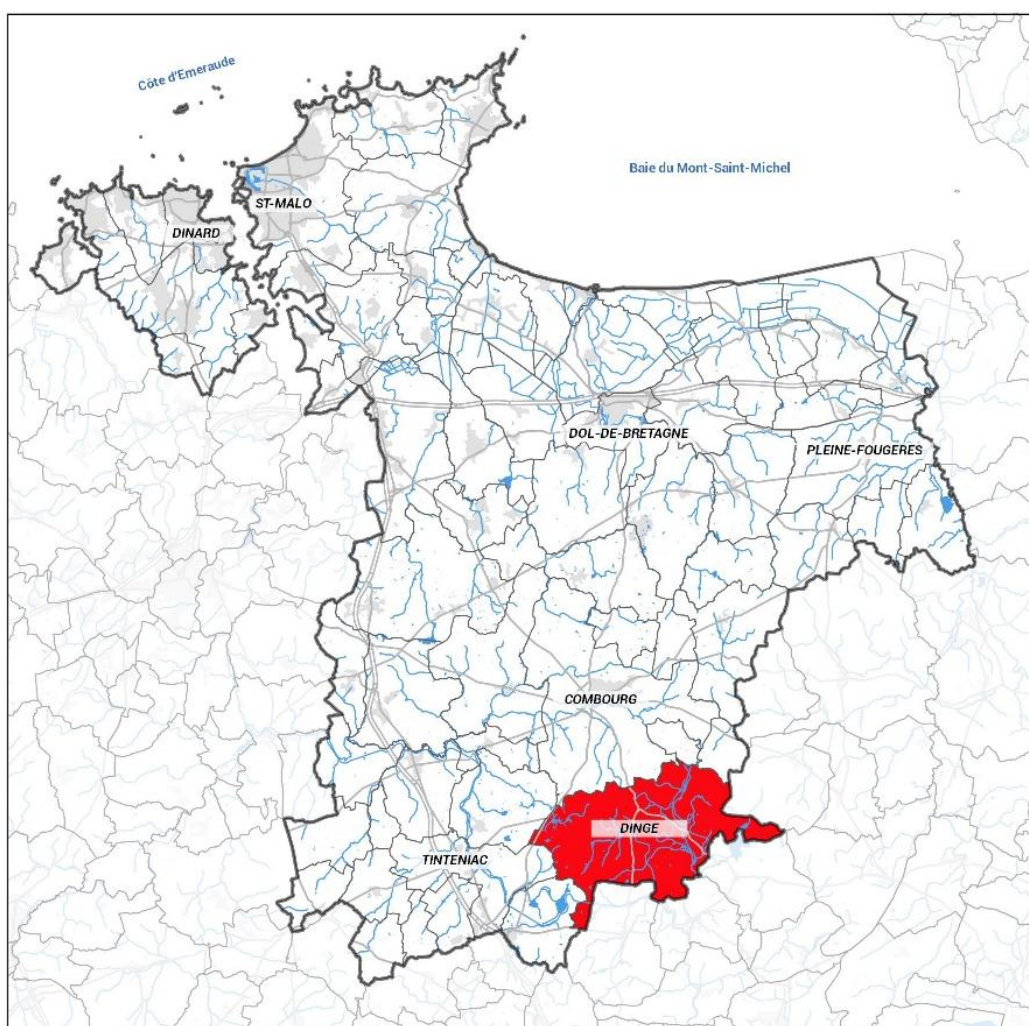 Côte d'Emeraude
Baie du Mont-Saint-Michel
ST-MALO
DINARD
DOL-DE-BRETAGNE
PLEINE-FOUGERES
COMBOURG
DINGE
TINTENIAC